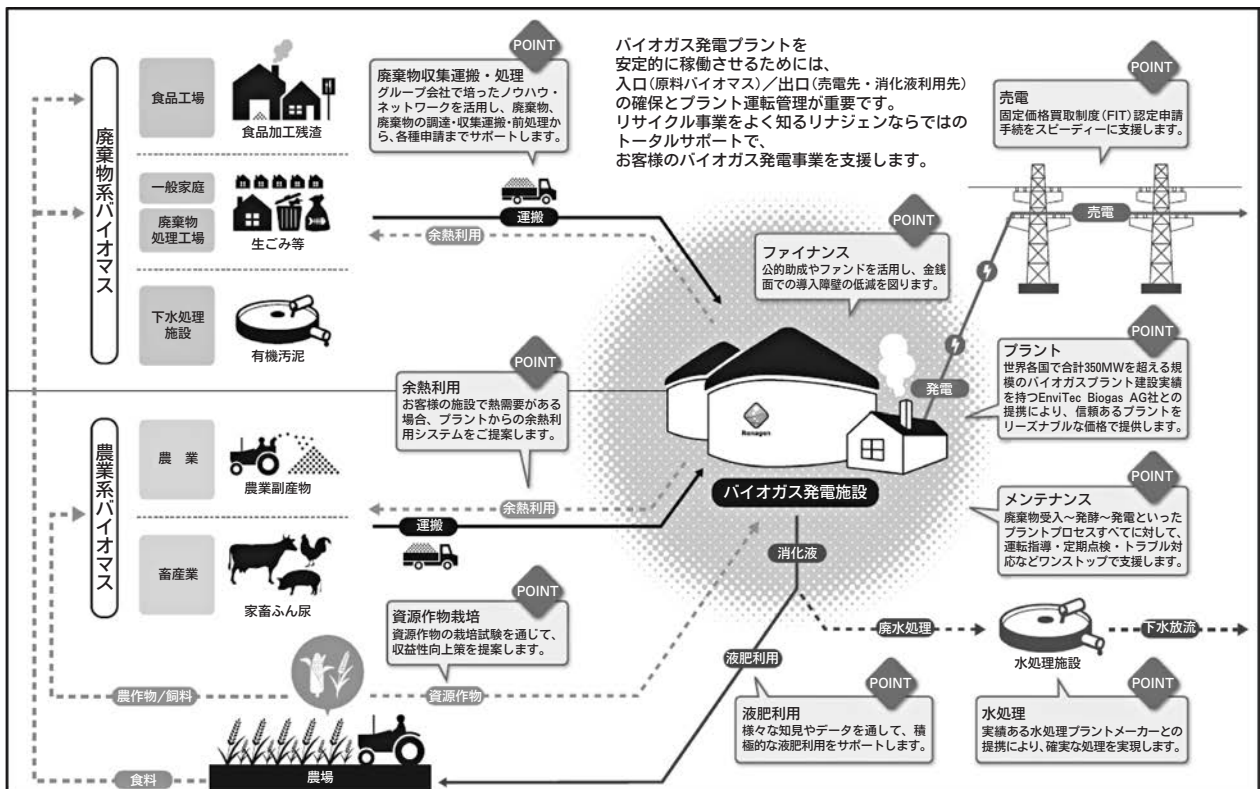 廃棄物系バイオマス
食品工場
食品加工残渣
一般家庭
廃棄物
処理工場
生ごみ等
下水処理
施設
有機汚泥
POINT
廃棄物収集運搬・処理
グループ会社で培ったノウハウ・
ネットワークを活用し、廃棄物、
廃棄物の調達・収集運搬・前処理か
ら、各種申請までサポートします。
バイオガス発電プラントを
安定的に稼働させるためには、
入口(原料バイオマス)/出口(売電先・消化液利用先)
の確保とプラント運転管理が重要です。
リサイクル事業をよく知るリナジェンならではの
トータルサポートで、
お客様のバイオガス発電事業を支援します。
POINT
売電
固定価格買取制度(FIT)認定申請
手続をスピーディーに支援します。
売電
運搬
余熱利用
POINT
ファイナンス
公的助成やファンドを活用し、金銭
面での導入障壁の低減を図ります。
発電
POINT
プラント
世界各国で合計350MWを超える規
模のバイオガスプラント建設実績
を持つEnviTec Biogas AG社との
提携により、信頼あるプラントを
リーズナブルな価格で提供します。
POINT
余熱利用
お客様の施設で熱需要がある
場合、プラントからの余熱利
用システムをご提案します。
Renagen
バイオガス発電施設
農業系バイオマス
農業
農業副産物
畜産業
家畜ふん尿
余熱利用
運搬
消化液
POINT
メンテナンス
廃棄物受入~発酵~発電といった
プラントプロセスすべてに対して、
運転指導・定期点検・トラブル対
応などワンストップで支援します。
POINT
資源作物栽培
資源作物の栽培試験を通じて、
収益性向上策を提案します。
廃水処理
水処理施設
下水放流
液肥利用
農作物/飼料
資源作物
POINT
液肥利用
様々な知見やデータを通して、積
極的な液肥利用をサポートします。
POINT
水処理
実績ある水処理プラントメーカーとの
提携により、確実な処理を実現します。
食料
農場